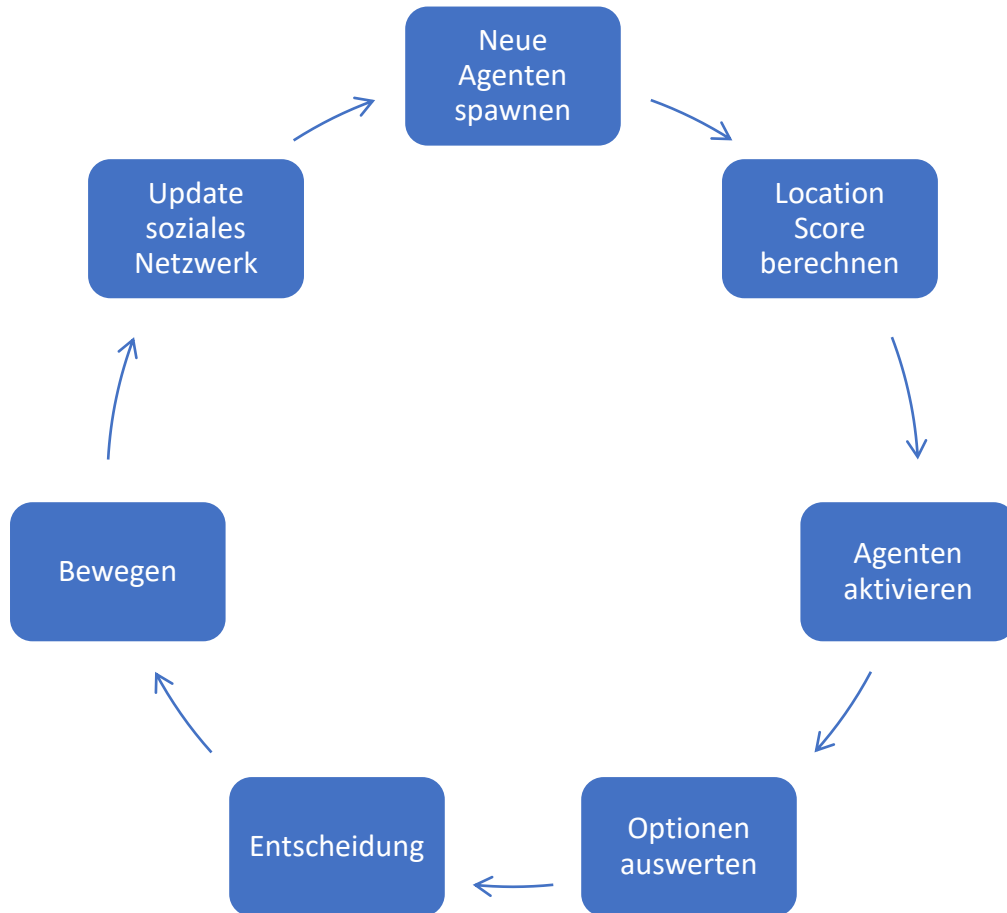 Neue
Agenten
spawnen
Location
Score
berechnen
Agenten
aktivieren
Optionen
auswerten
Entscheidung
Bewegen
Update
soziales
Netzwerk